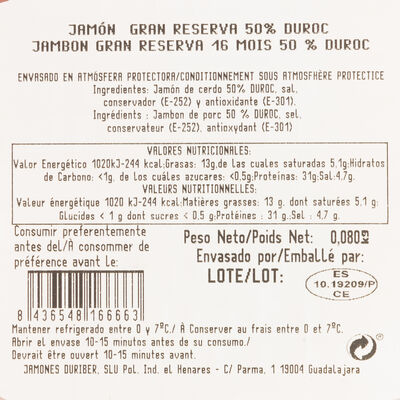 JAMÓN GRAN RESERVA 50% DUROC
JAMBON GRAN RESERVA 16 MOIS 50 % DUROC
ENVASADO EN ATMÓSFERA PROTECTORA/CONDITIONNEMENT SOUS ATMOSFHÈRE PROTECTICE
Ingredientes: Jamón de cerdo 50% DUROC, sal,
conservador (E-252) y antioxidante (E-301).
Ingrédients : Jambon de porc 50 % DUROC, sel,
conservateur (E-252), antioxydant (E-301)
VALORES NUTRICIONALES:
Valor Energético 1020kJ-244 kcal;Grasas: 13g,de las cuales saturadas 5,1g;Hidratos
de Carbono: <1g, de los cuales azucares: <0.5g;Proteínas: 31g;Sal:4,7g.
VALEURS NUTRITIONNELLES:
Valeur énergétique 1020 kJ-244 kcal;Matières grasses: 13 g, dont saturées 5,1 g;
Glucides < 1 g dont sucres < 0.5 g;Protéines : 31 g;Sel : 4,7 g.
Consumir preferentemente
antes del/À consommer de
préférence avant le:
Peso Neto/Poids Net: 0,080KG
Envasado por/Emballé par:
LOTE/LOT:
ES
10.19209/P
CE
8 436548 166663
Mantener refrigerado entre 0 y 7ºC./ À Conserver au frais entre 0 et 7ºC.
Abrir el envase 10-15 minutos antes de su consumo./
Devrait être ouvert 10-15 minutes avant.
JAMONES DURIBER, SLU Pol. Ind. el Henares - C/ Parma, 1 19004 Guadalajara